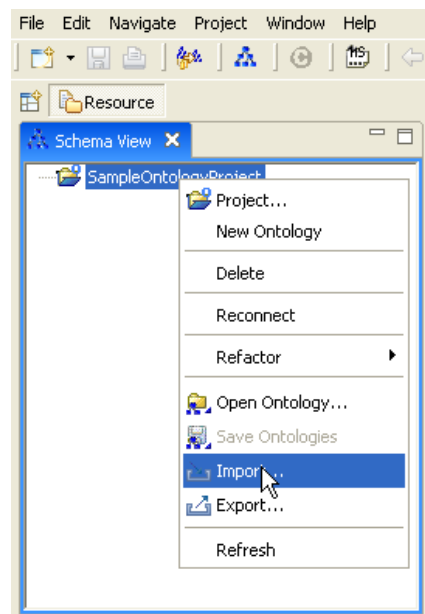 File Edit Navigate Project Window Help
Resource
Schema View
SampleOntologyProject
Project...
New Ontology
Delete
Reconnect
Refactor
Open Ontology...
Save Ontologies
Import...
Export...
Refresh